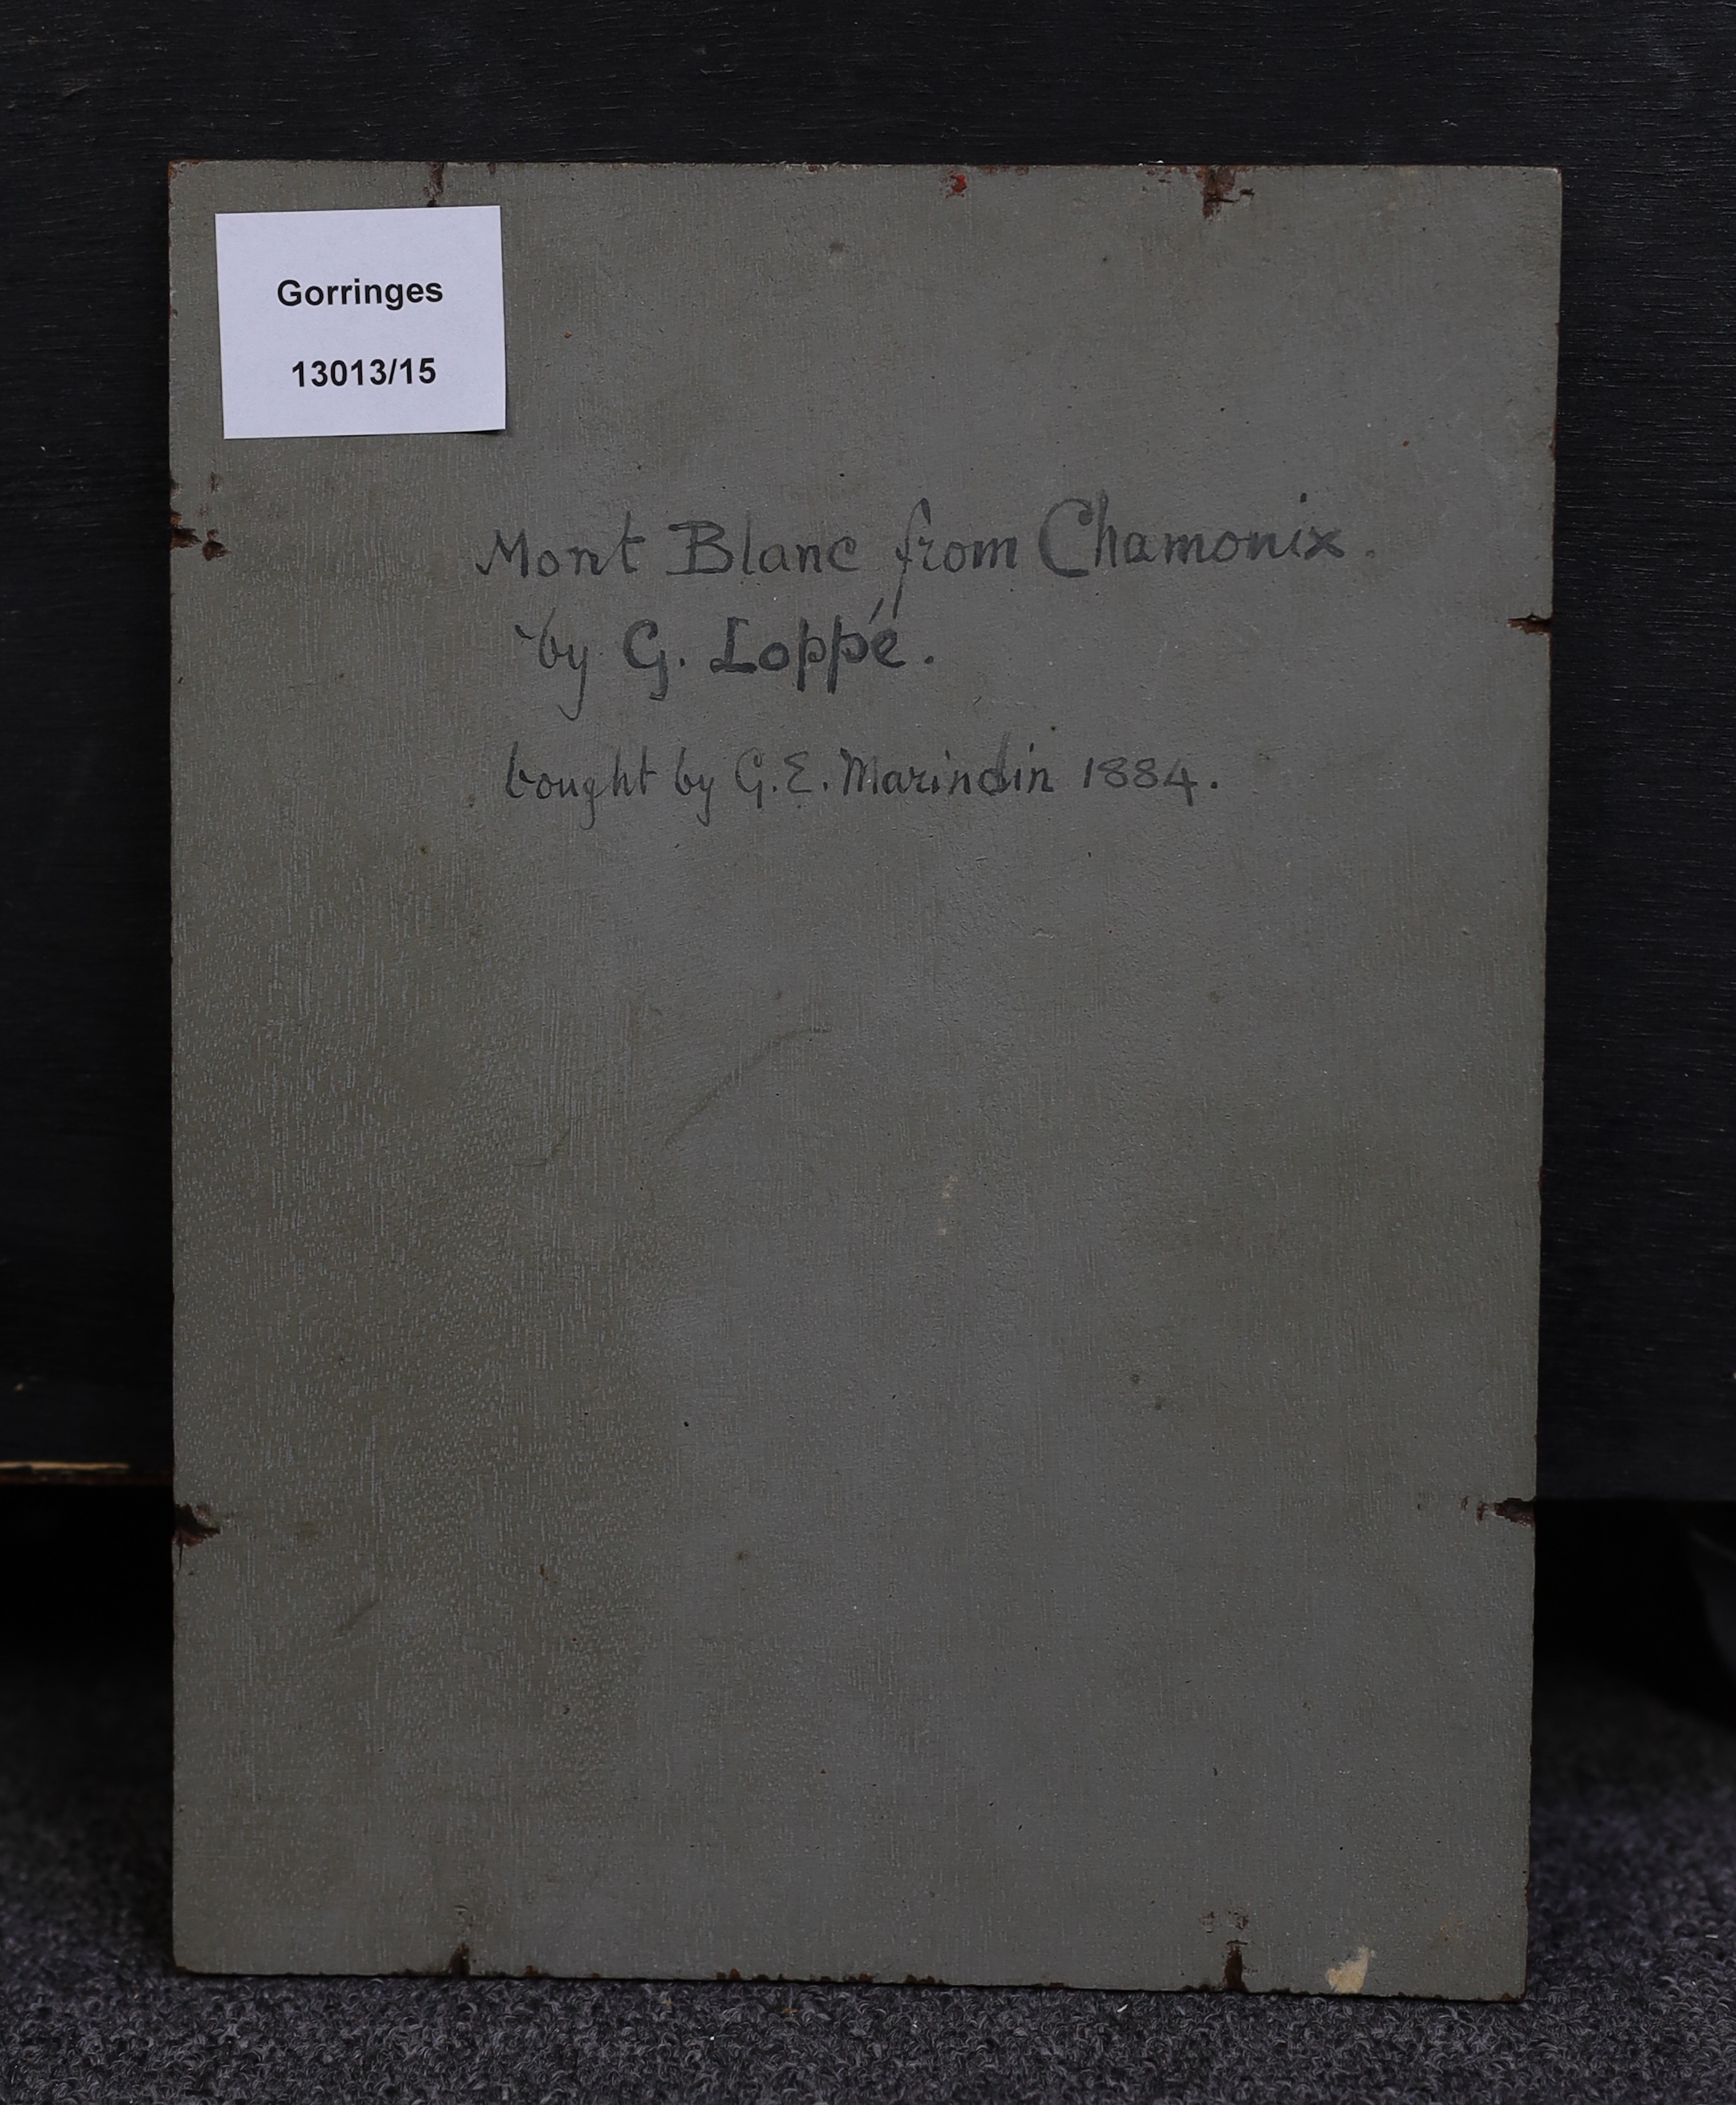 Gorringes
13013/15
Mont Blanc from Chamonix.
by G. Loppé.
bought by G.E. Marindin 1884.